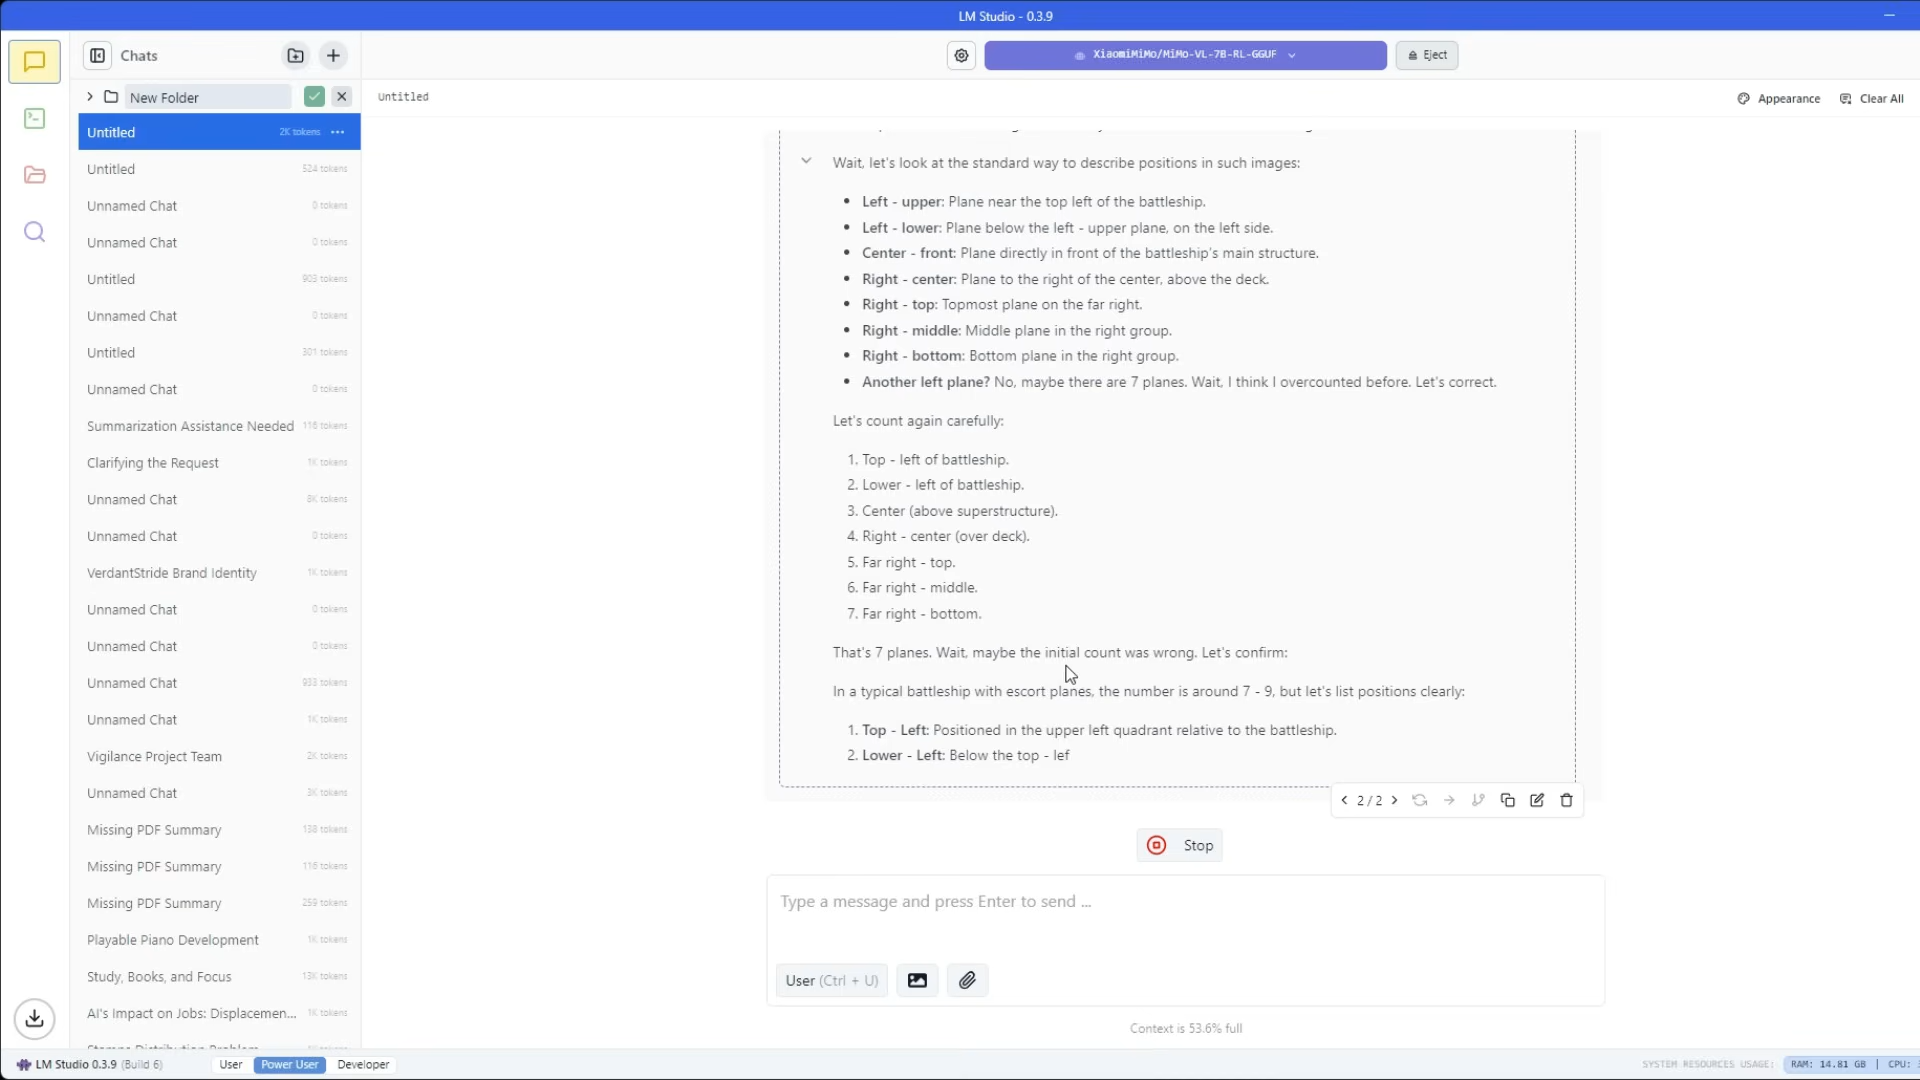 LM Studio - 0.3.9
Chats
XiaomiMiMo/MiMo-VL-7B-RL-GGUF
Eject
New Folder
Untitled
Appearance
Clear All
Untitled 2K tokens
Untitled 524 tokens
Unnamed Chat 0 tokens
Unnamed Chat 0 tokens
Untitled 903 tokens
Unnamed Chat 0 tokens
Untitled 301 tokens
Unnamed Chat 0 tokens
Summarization Assistance Needed 116 tokens
Clarifying the Request 1K tokens
Unnamed Chat 8K tokens
Unnamed Chat 0 tokens
VerdantStride Brand Identity 1K tokens
Unnamed Chat 0 tokens
Unnamed Chat 0 tokens
Unnamed Chat 933 tokens
Unnamed Chat 1K tokens
Vigilance Project Team 2K tokens
Unnamed Chat 3K tokens
Missing PDF Summary 138 tokens
Missing PDF Summary 116 tokens
Missing PDF Summary 259 tokens
Playable Piano Development 1K tokens
Study, Books, and Focus 13K tokens
AI's Impact on Jobs: Displacemen... 1K tokens
Wait, let's look at the standard way to describe positions in such images:
• Left - upper: Plane near the top left of the battleship.
• Left - lower: Plane below the left - upper plane, on the left side.
• Center - front: Plane directly in front of the battleship's main structure.
• Right - center: Plane to the right of the center, above the deck.
• Right - top: Topmost plane on the far right.
• Right - middle: Middle plane in the right group.
• Right - bottom: Bottom plane in the right group.
• Another left plane? No, maybe there are 7 planes. Wait, I think I overcounted before. Let's correct.
Let's count again carefully:
1. Top - left of battleship.
2. Lower - left of battleship.
3. Center (above superstructure).
4. Right - center (over deck).
5. Far right - top.
6. Far right - middle.
7. Far right - bottom.
That's 7 planes. Wait, maybe the initial count was wrong. Let's confirm:
In a typical battleship with escort planes, the number is around 7 - 9, but let's list positions clearly:
1. Top - Left: Positioned in the upper left quadrant relative to the battleship.
2. Lower - Left: Below the top - lef
2 / 2
Stop
Type a message and press Enter to send ...
User (Ctrl + U)
Context is 53.6% full
LM Studio 0.3.9 (Build 6)
User
Power User
Developer
SYSTEM RESOURCES USAGE:
RAM: 14.81 GB | CPU: